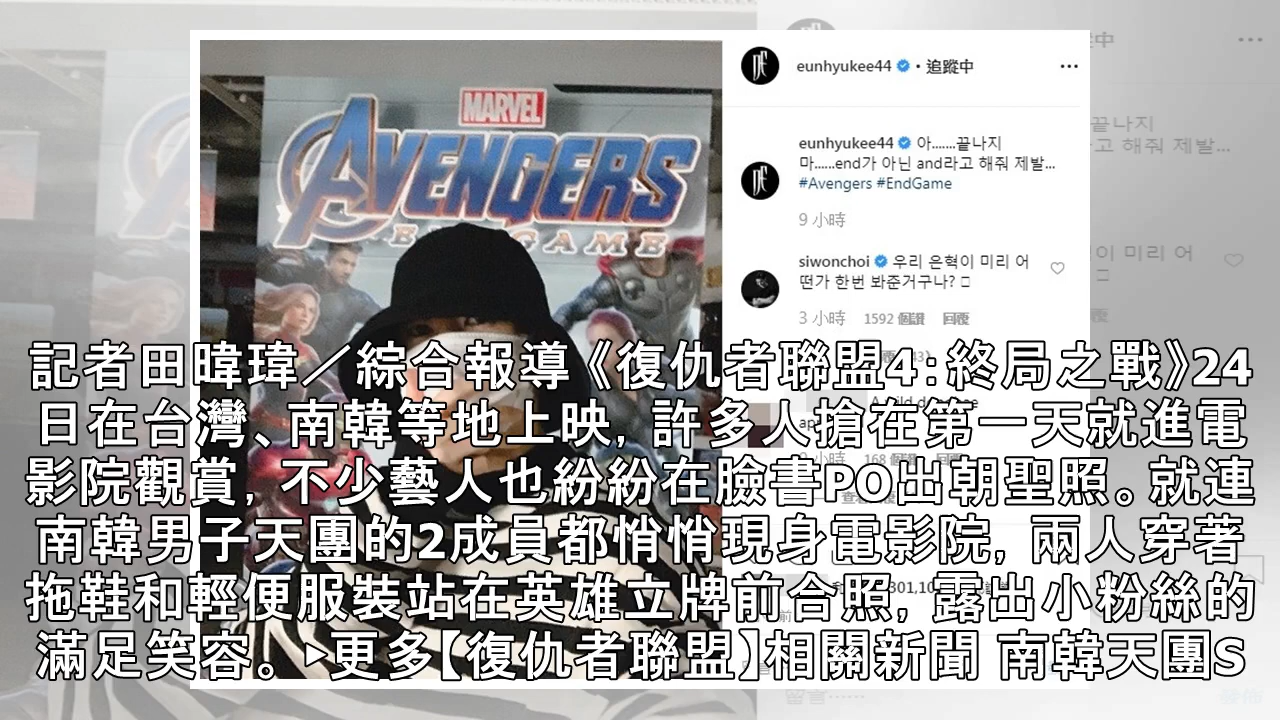 MARVEL
AVENGERS
eunhyukee44 • 追蹤中
eunhyukee44 아.......끝나지
마......end가 아닌 and라고 해줘 제발...
#Avengers #EndGame
9 小時
siwonchoi 우리 은혁이 미리 어
떤가 한번 봐준거구나?
3 小時 1592 個讚 回覆
記者田暐瑋／綜合報導《復仇者聯盟4：終局之戰》24
日在台灣、南韓等地上映，許多人搶在第一天就進電
影院觀賞，不少藝人也紛紛在臉書PO出朝聖照。就連
南韓男子天團的2成員都悄悄現身電影院，兩人穿著
拖鞋和輕便服裝站在英雄立牌前合照，露出小粉絲的
滿足笑容。▶更多【復仇者聯盟】相關新聞 南韓天團S